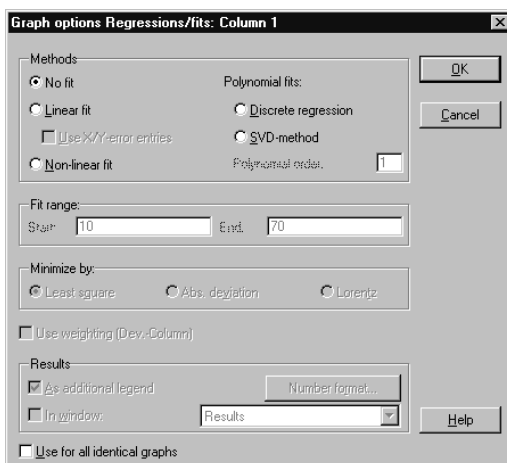 Graph options Regressions/fits: Column 1
Methods
No fit
Polynomial fits:
OK
Linear fit
Discrete regression
Cancel
Use X/Y-error entries
SVD-method
Non-linear fit
Polynomial order: 1
Fit range:
Start: 10 End: 70
Minimize by:
Least square Abs. deviation Lorentz
Use weighting (Dev.-Column)
Results
As additional legend Number format...
In window: Results
Help
Use for all identical graphs